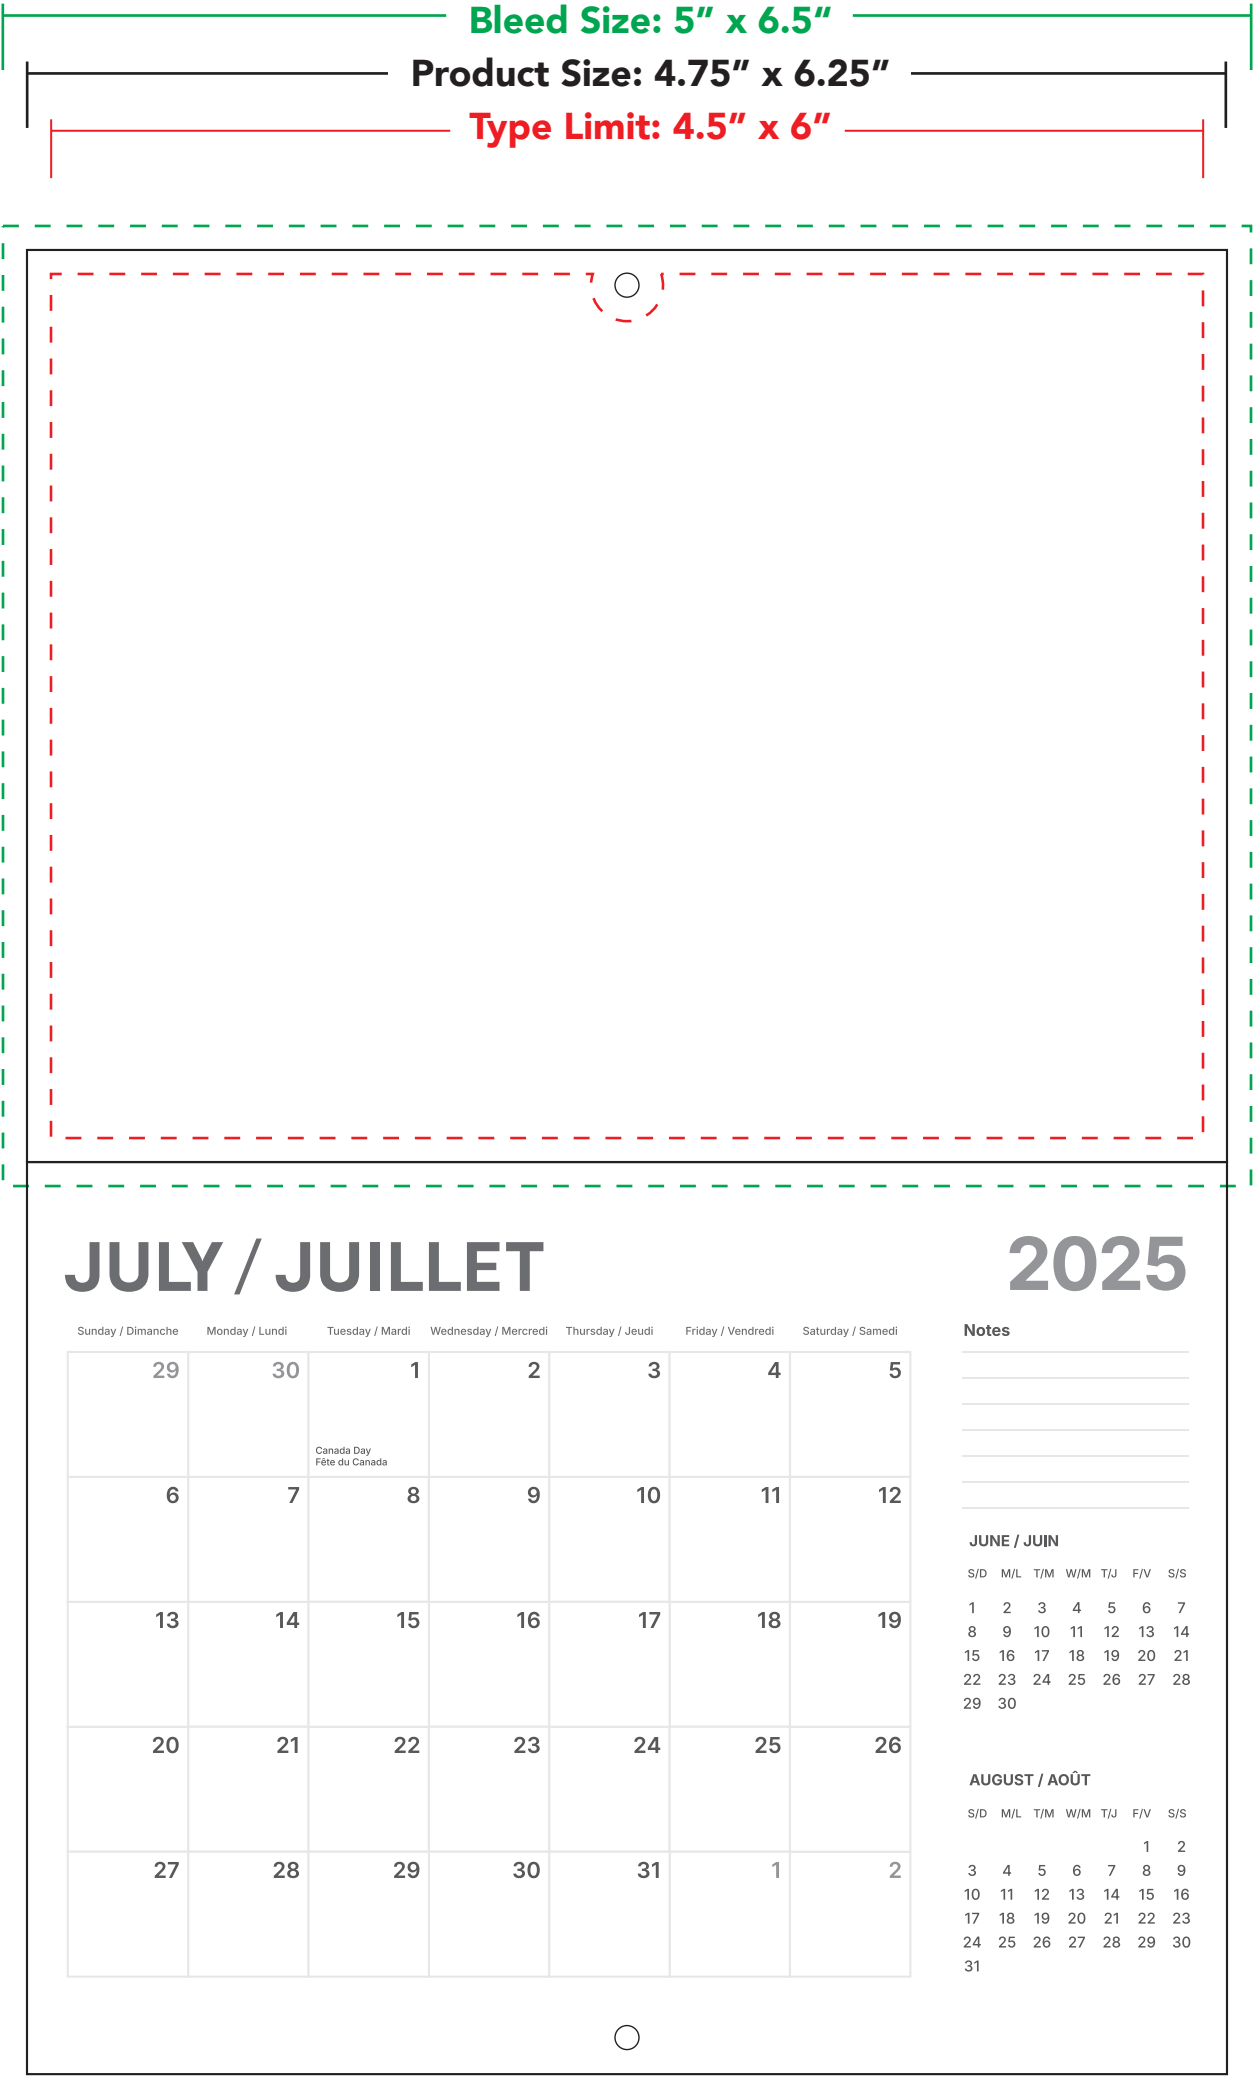 Bleed Size: 5” x 6.5”
Product Size: 4.75” x 6.25”
Type Limit: 4.5” x 6”
JULY / JUILLET 2025
Sunday / Dimanche Monday / Lundi Tuesday / Mardi Wednesday / Mercredi Thursday / Jeudi Friday / Vendredi Saturday / Samedi
29 30 1 2 3 4 5
Canada Day
Fête du Canada
6 7 8 9 10 11 12
13 14 15 16 17 18 19
20 21 22 23 24 25 26
27 28 29 30 31 1 2
Notes
JUNE / JUIN
S/D M/L T/M W/M T/J F/V S/S
1 2 3 4 5 6 7
8 9 10 11 12 13 14
15 16 17 18 19 20 21
22 23 24 25 26 27 28
29 30
AUGUST / AOÛT
S/D M/L T/M W/M T/J F/V S/S
1 2
3 4 5 6 7 8 9
10 11 12 13 14 15 16
17 18 19 20 21 22 23
24 25 26 27 28 29 30
31